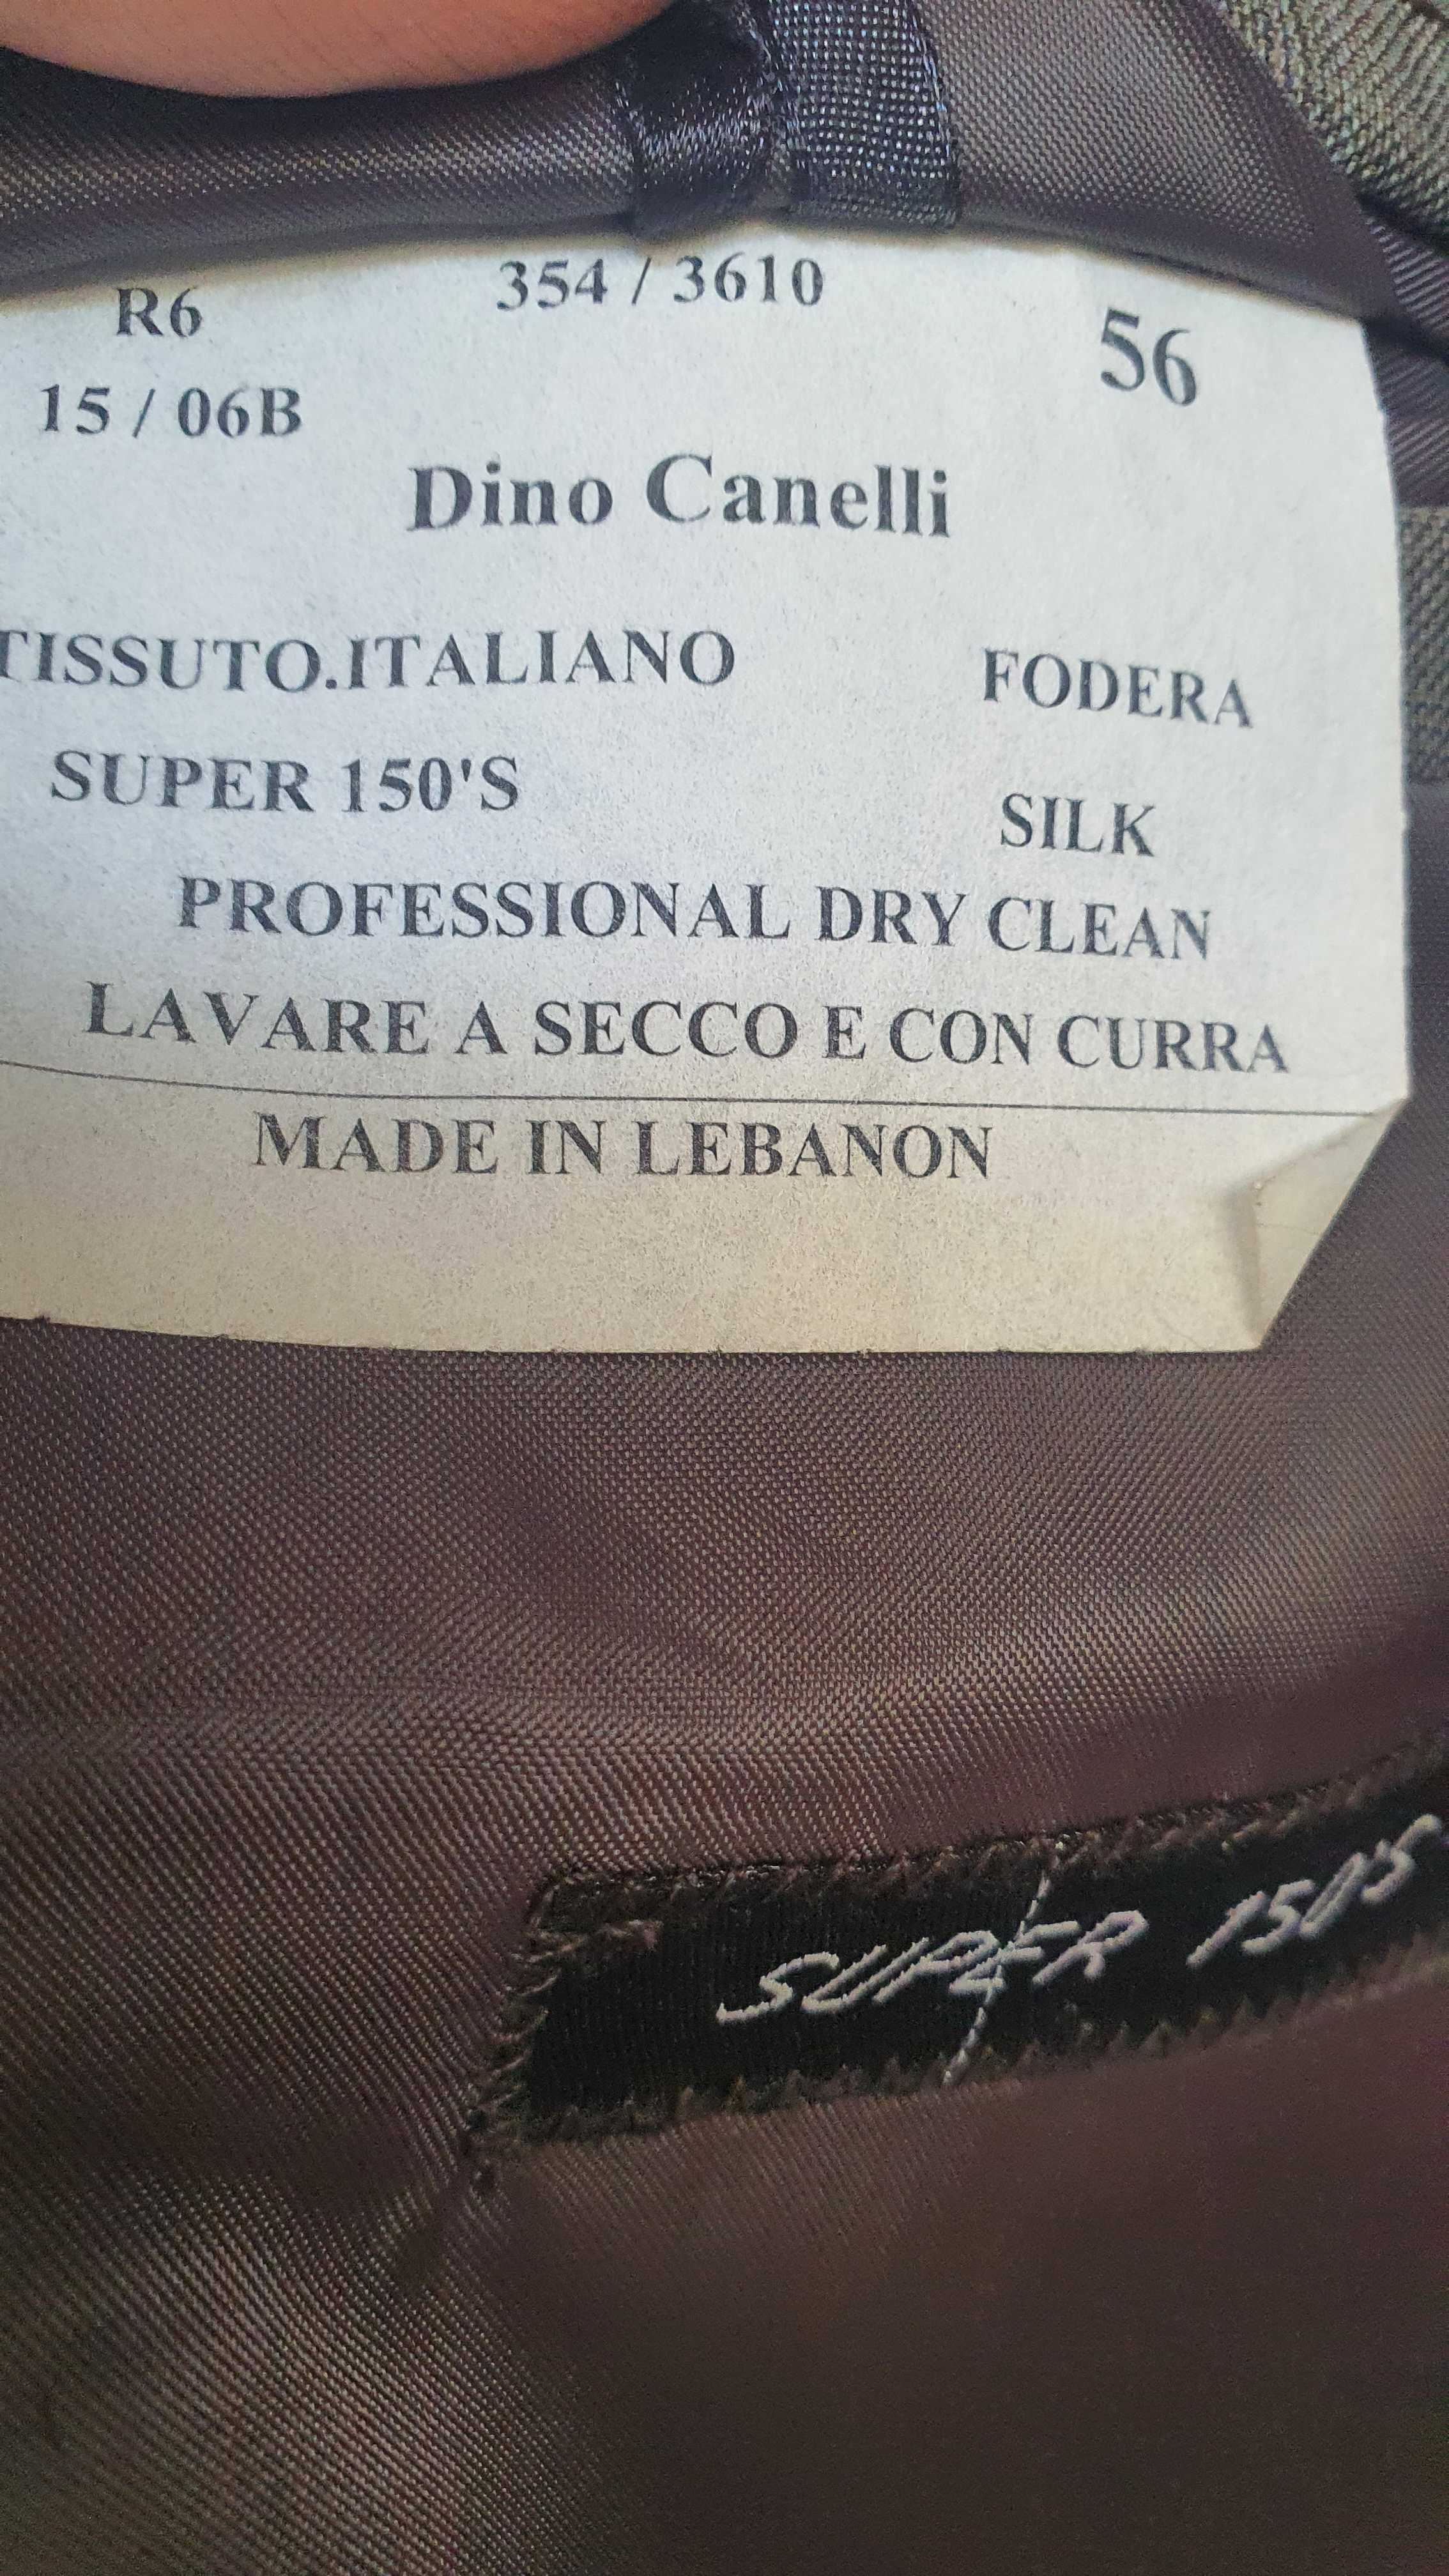 R6 354 / 3610 56
15 / 06B
Dino Canelli
TISSUTO.ITALIANO FODERA
SUPER 150'S SILK
PROFESSIONAL DRY CLEAN
LAVARE A SECCO E CON CURRA
MADE IN LEBANON
SUPER 150'S